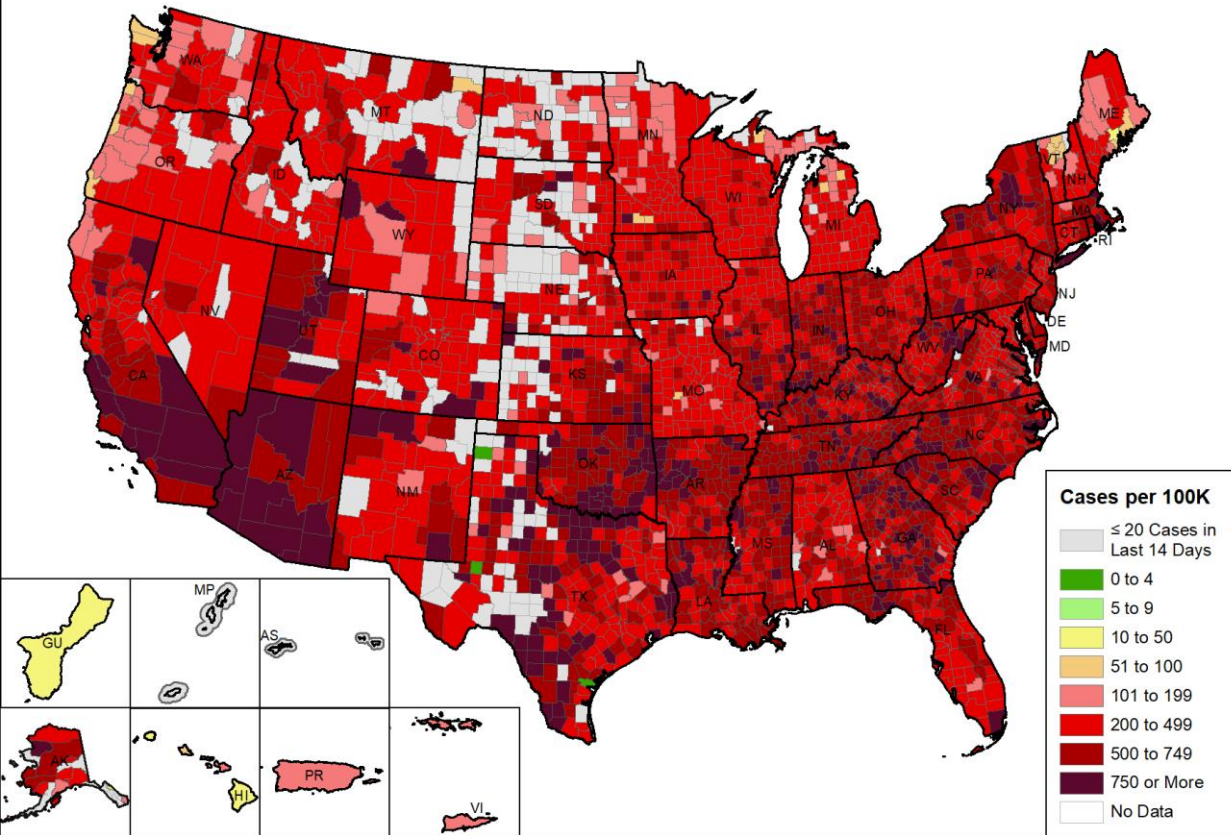 WA
MT
ND
MN
ME
OR
ID
SD
WI
VT
NH
NY
MA
CT
RI
WY
MI
IA
PA
NE
NJ
NV
UT
CO
IL
IN
OH
DE
MD
WV
CA
KS
MO
KY
VA
AZ
NM
OK
AR
TN
NC
SC
MS
AL
GA
TX
LA
FL
GU
MP
AS
AK
HI
PR
VI
Cases per 100K
≤ 20 Cases in
Last 14 Days
0 to 4
5 to 9
10 to 50
51 to 100
101 to 199
200 to 499
500 to 749
750 or More
No Data